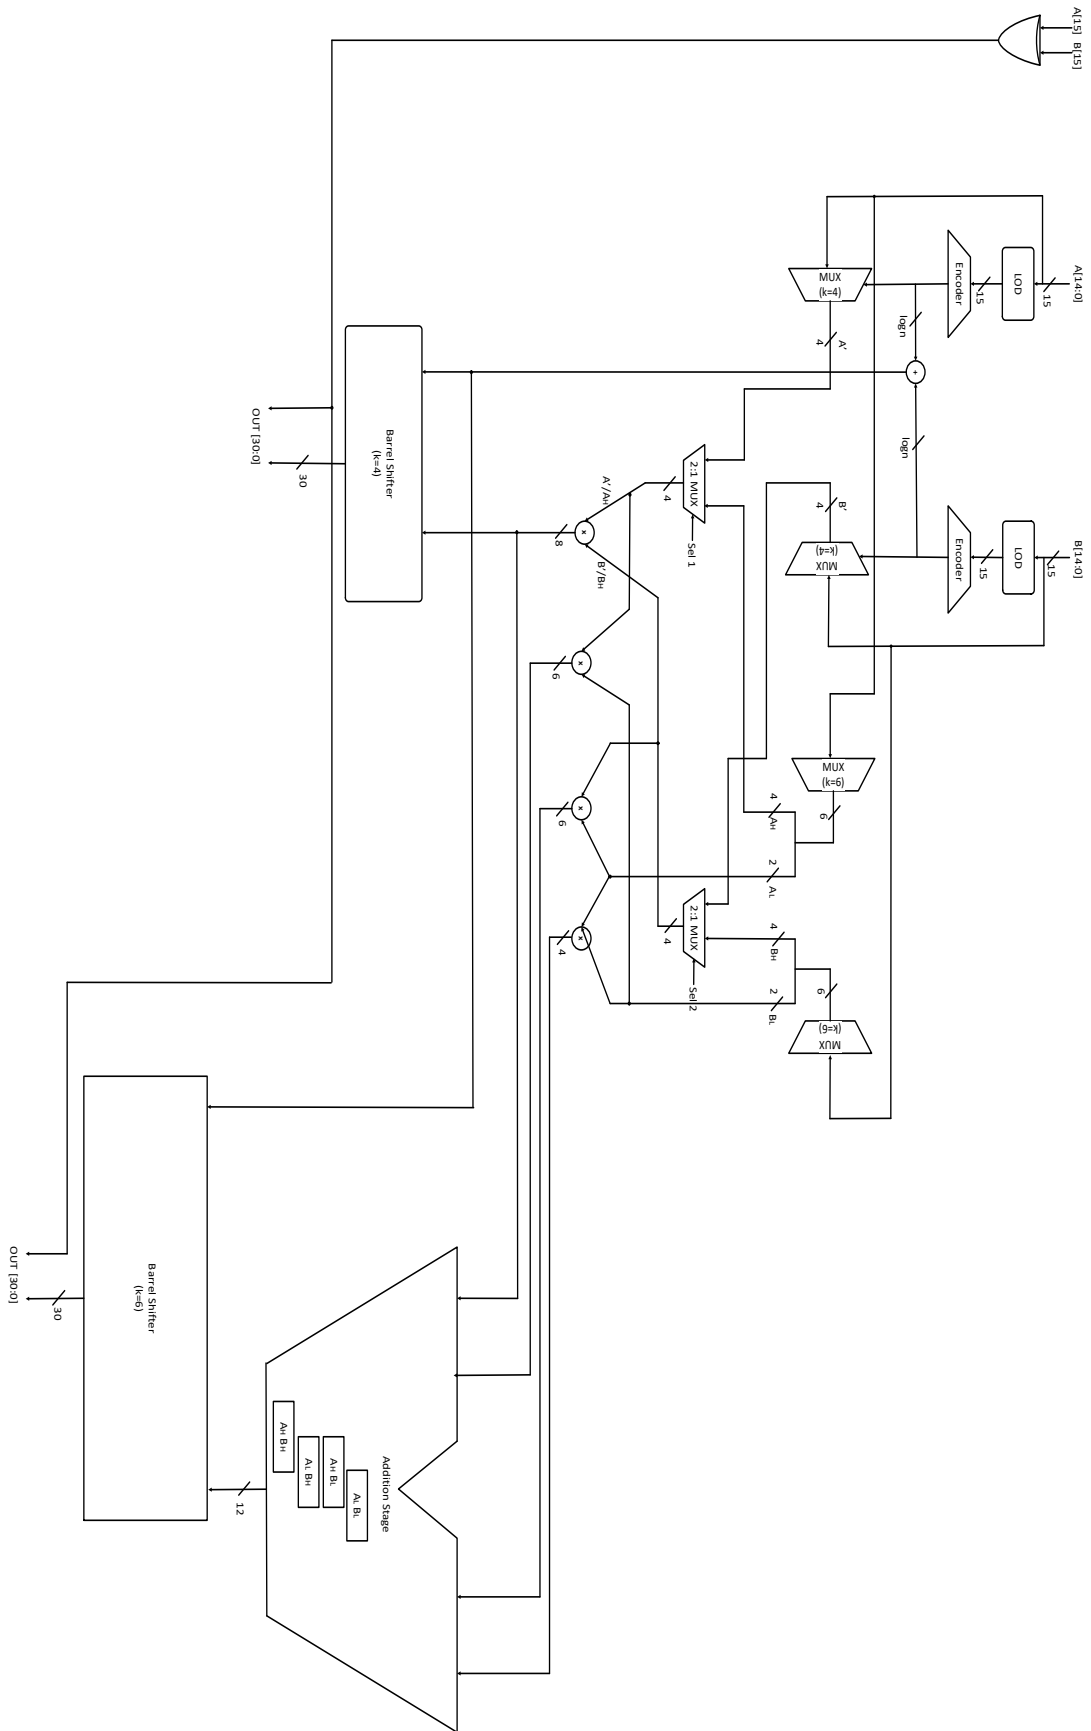 A[15] B[15]
A[14:0]
B[14:0]
15
15
LOD
LOD
15
15
Encoder
Encoder
logn
logn
+
MUX
(k=4)
MUX
(k=4)
MUX
(k=6)
MUX
(k=6)
4
A'
4
B'
6
6
4
AH
2
AL
4
BH
2
BL
2:1 MUX
Sel 1
2:1 MUX
Sel 2
4
4
A'/AH
B'/BH
×
×
×
×
8
6
6
4
Barrel Shifter
(k=4)
30
OUT [30:0]
Addition Stage
AL BL
AH BL
AL BH
AH BH
12
Barrel Shifter
(k=6)
30
OUT [30:0]